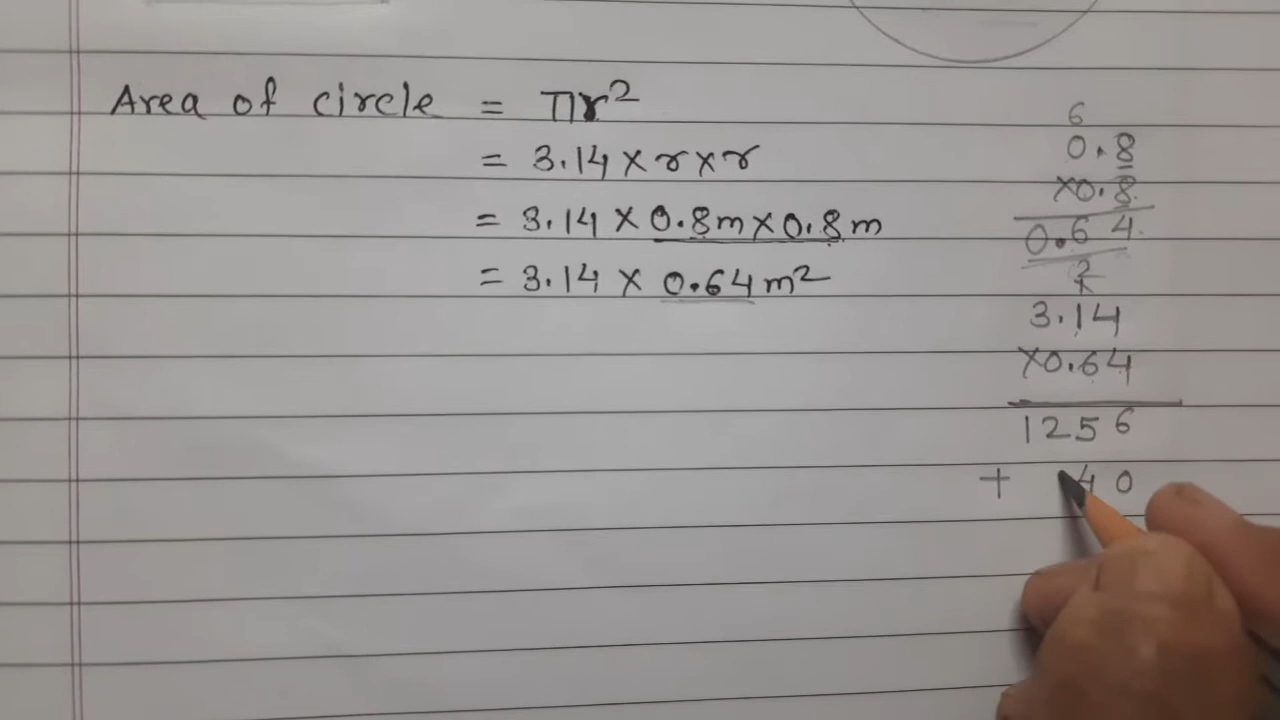 Area of circle = πr²
= 3.14 × r × r
= 3.14 × 0.8m × 0.8m
= 3.14 × 0.64 m²
6
0.8
×0.8
0.64
2
3.14
×0.64
1256
+ 40